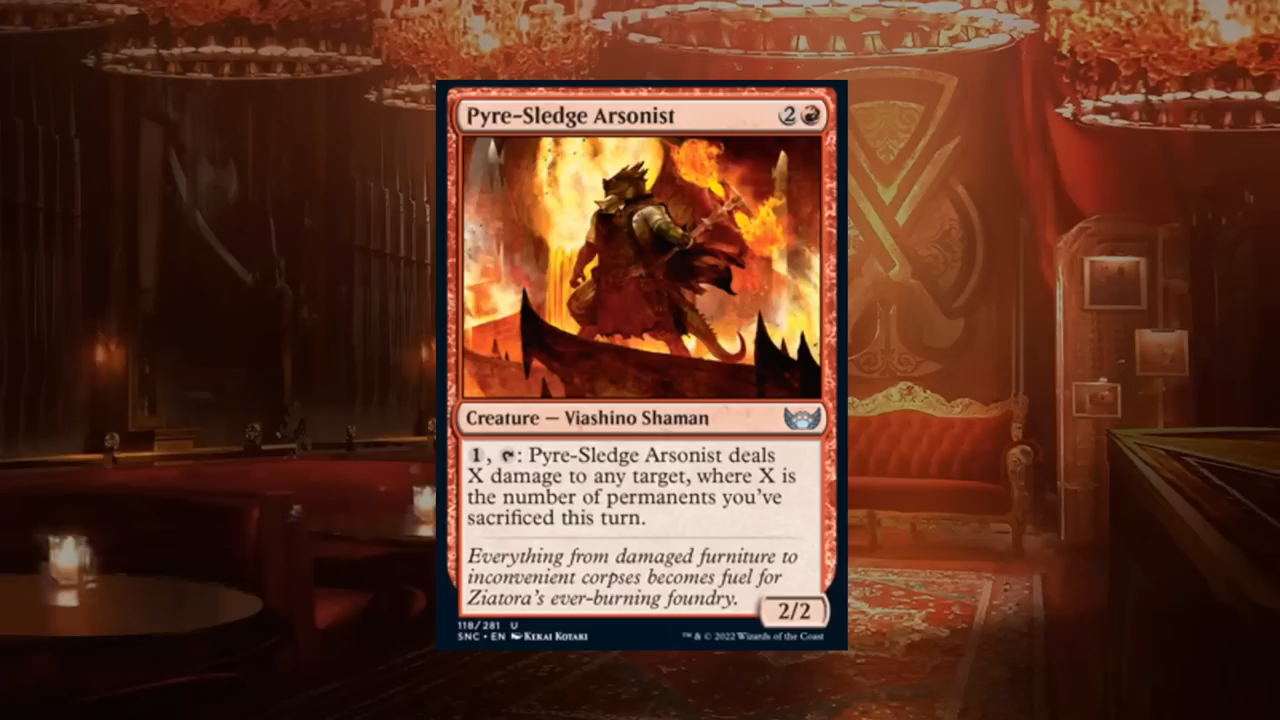 Pyre-Sledge Arsonist 2
Creature — Viashino Shaman
1, : Pyre-Sledge Arsonist deals
X damage to any target, where X is
the number of permanents you've
sacrificed this turn.
Everything from damaged furniture to
inconvenient corpses becomes fuel for
Ziatora's ever-burning foundry.
2/2
118/281 U
SNC • EN Kekai Kotaki
™ & © 2022 Wizards of the Coast